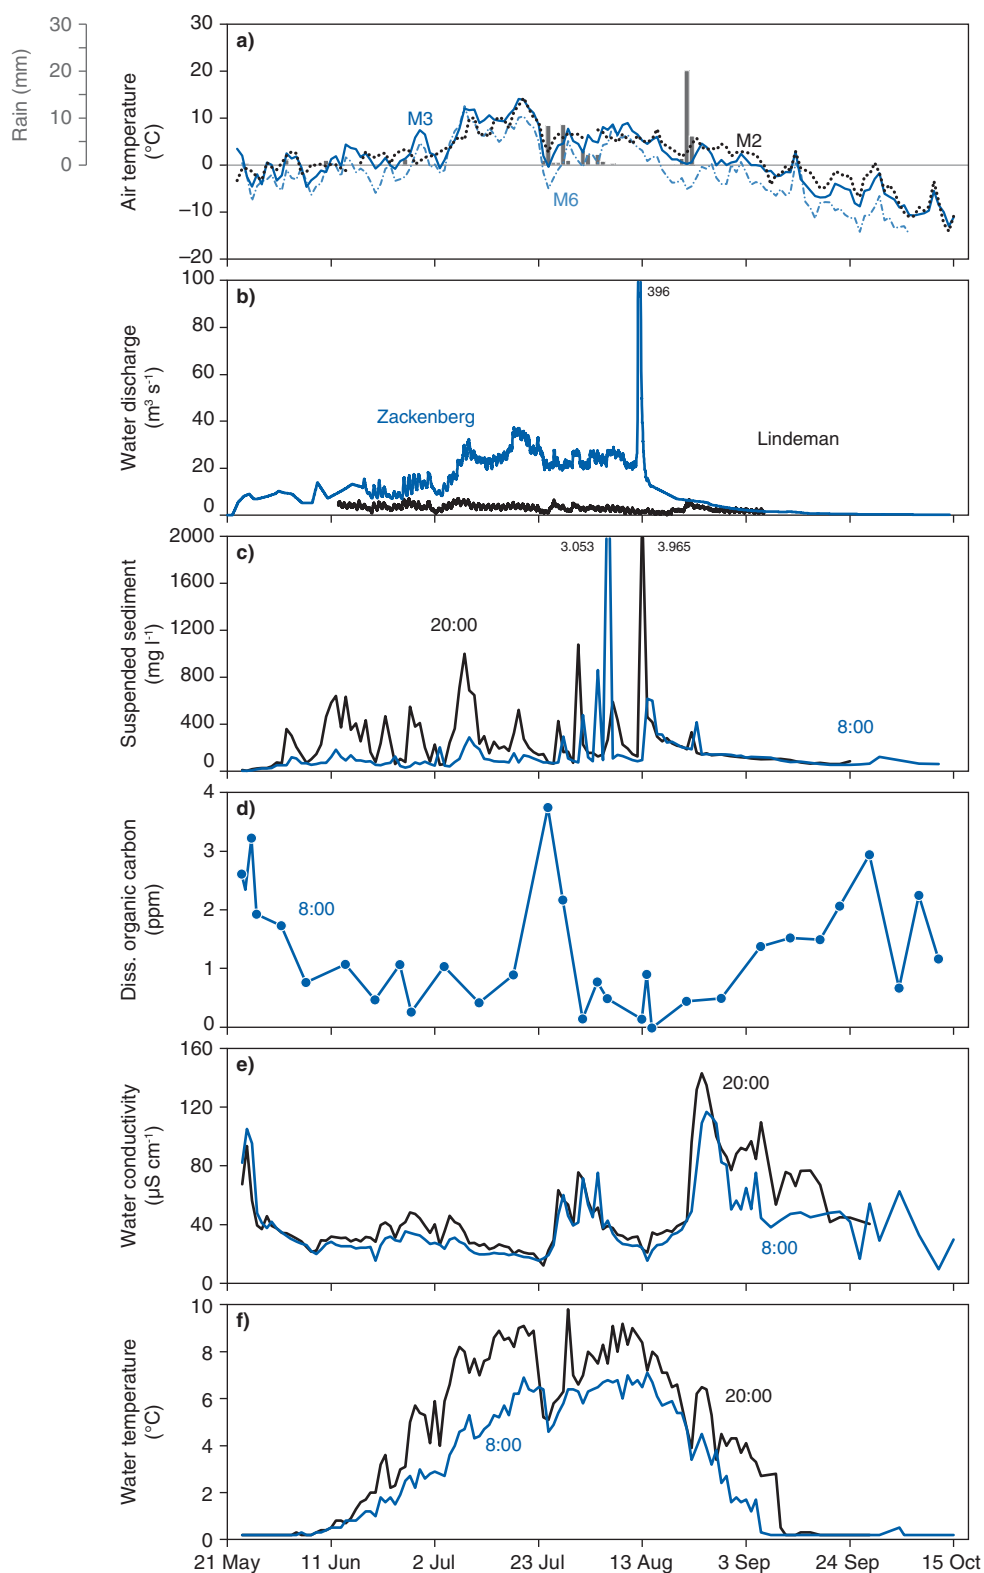 30
20
10
0
Rain (mm)
30
20
10
0
–10
–20
Air temperature
(°C)
a)
M3
M2
M6
100
80
60
40
20
0
Water discharge
(m³ s⁻¹)
b)
396
Zackenberg
Lindeman
2000
1600
1200
800
400
0
Suspended sediment
(mg l⁻¹)
c)
3.053
3.965
20:00
8:00
4
3
2
1
0
Diss. organic carbon
(ppm)
d)
8:00
160
120
80
40
0
Water conductivity
(µS cm⁻¹)
e)
20:00
8:00
10
8
6
4
2
0
Water temperature
(°C)
f)
20:00
8:00
21 May
11 Jun
2 Jul
23 Jul
13 Aug
3 Sep
24 Sep
15 Oct